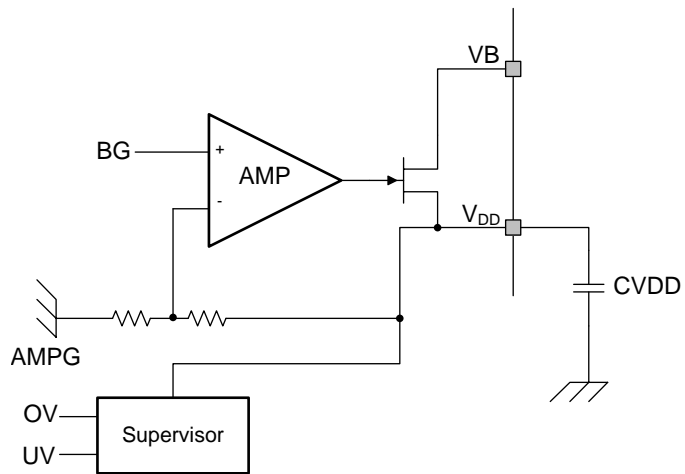 VB
BG
+
AMP
-
VDD
CVDD
AMPG
OV
Supervisor
UV